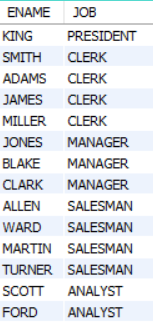 ENAME JOB
KING PRESIDENT
SMITH CLERK
ADAMS CLERK
JAMES CLERK
MILLER CLERK
JONES MANAGER
BLAKE MANAGER
CLARK MANAGER
ALLEN SALESMAN
WARD SALESMAN
MARTIN SALESMAN
TURNER SALESMAN
SCOTT ANALYST
FORD ANALYST